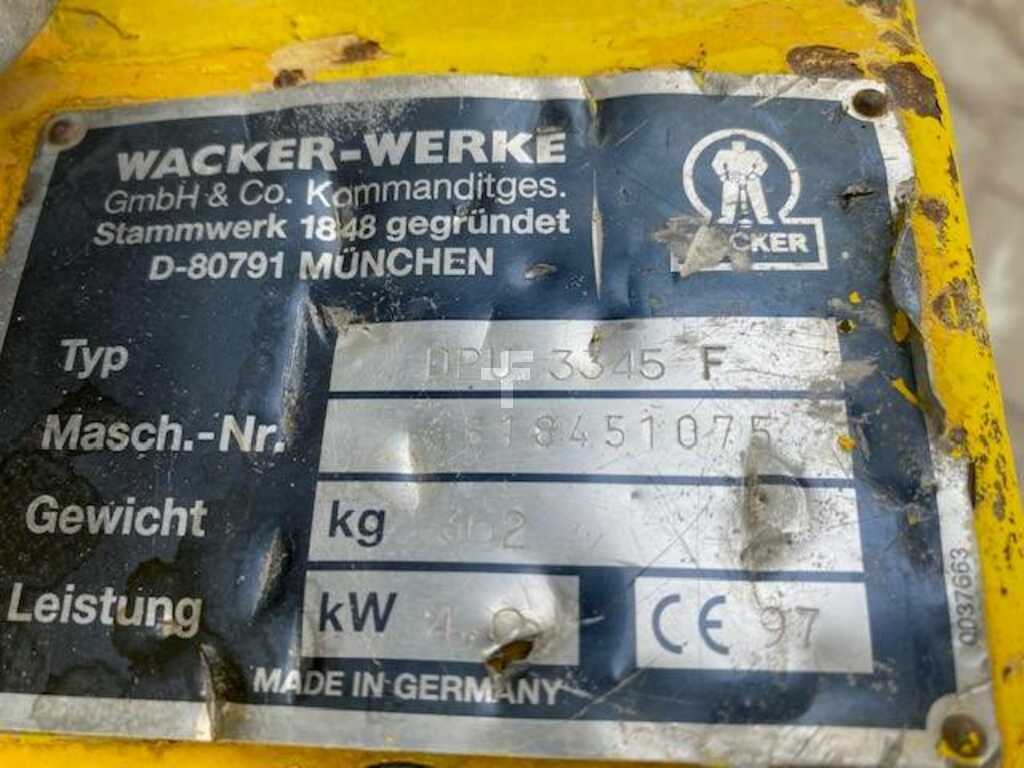 WACKER-WERKE
GmbH & Co. Kommanditges.
Stammwerk 1848 gegründet
D-80791 MÜNCHEN
Typ DPU 3345 F
Masch.-Nr.
Gewicht kg
Leistung kW
CE 97
MADE IN GERMANY
0037663